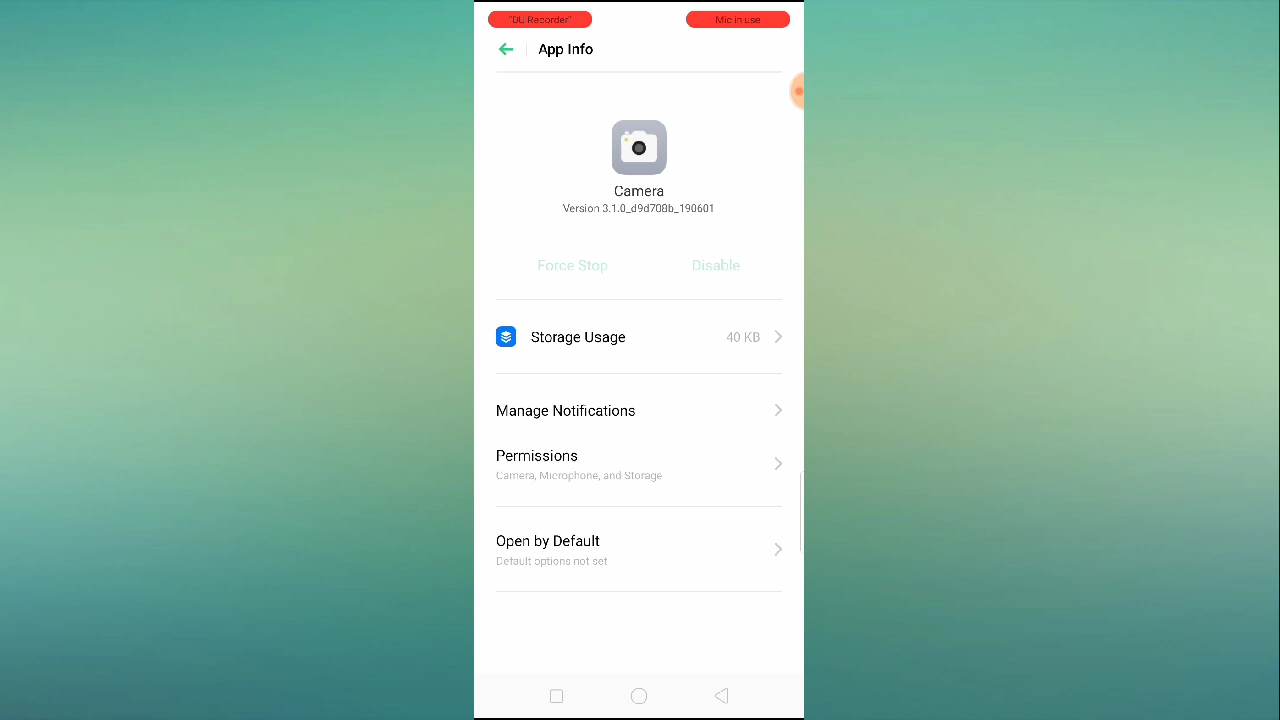 "DU Recorder"
Mic in use
App Info
Camera
Version 3.1.0_d9d708b_190601
Force Stop
Disable
Storage Usage
40 KB
Manage Notifications
Permissions
Camera, Microphone, and Storage
Open by Default
Default options not set